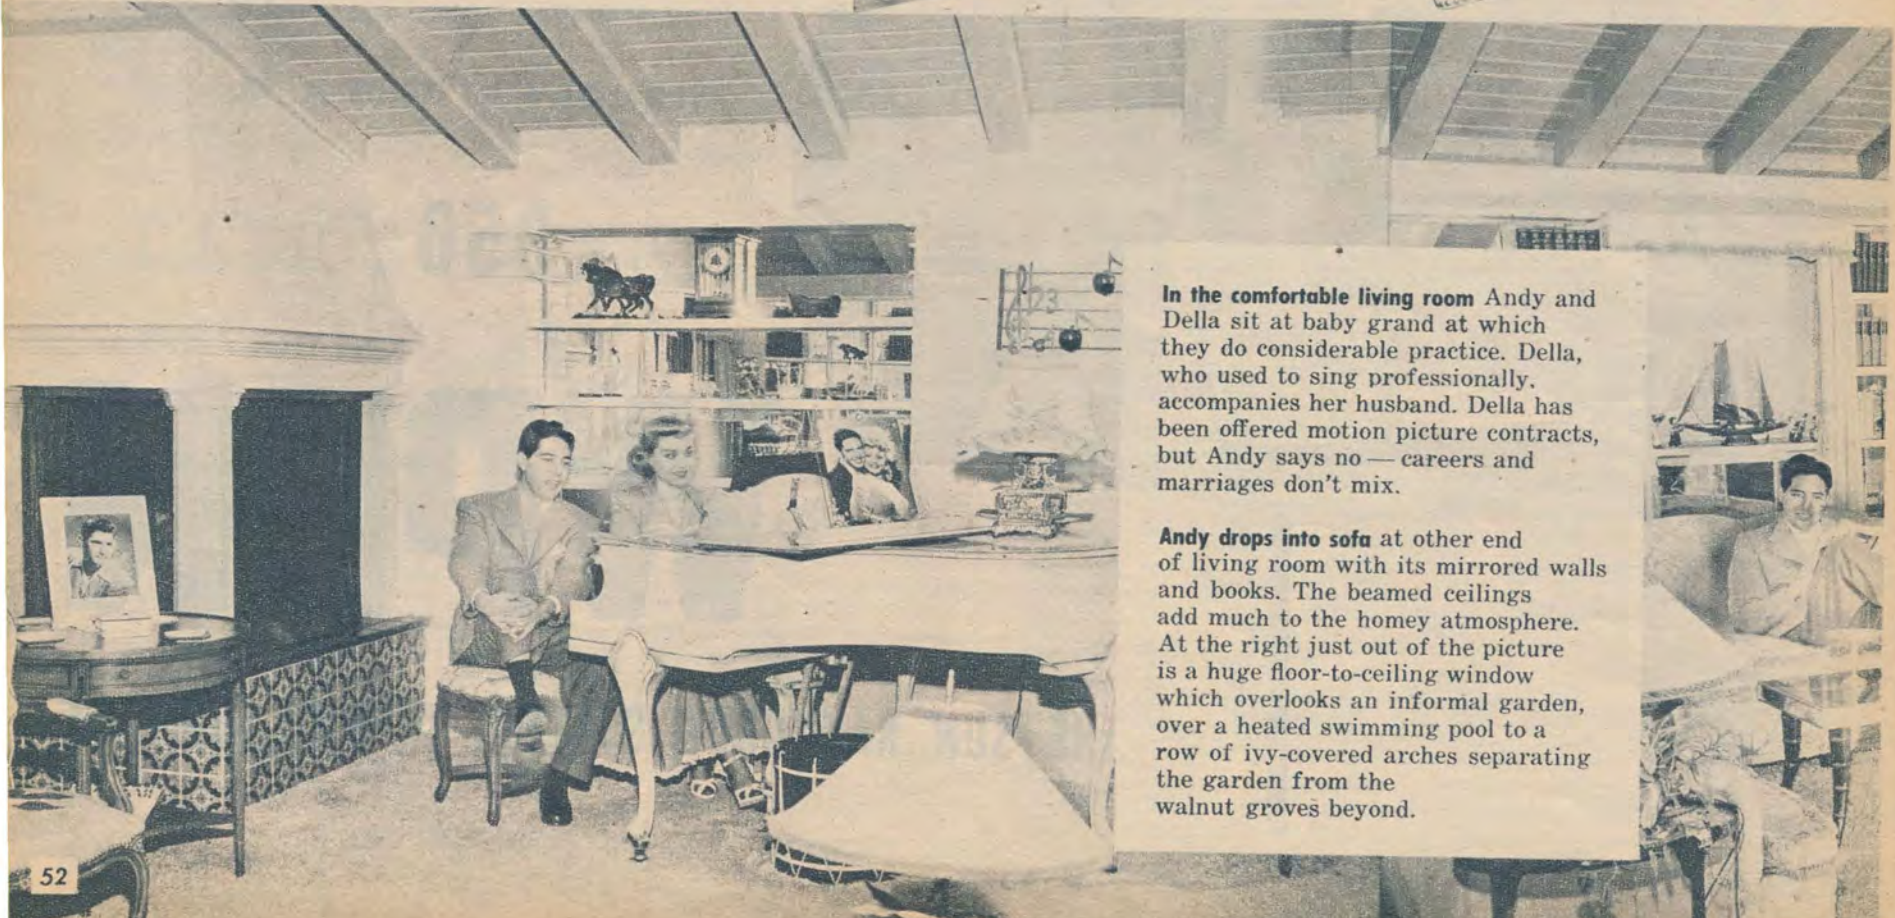 In the comfortable living room Andy and
Della sit at baby grand at which
they do considerable practice. Della,
who used to sing professionally,
accompanies her husband. Della has
been offered motion picture contracts,
but Andy says no — careers and
marriages don't mix.
Andy drops into sofa at other end
of living room with its mirrored walls
and books. The beamed ceilings
add much to the homey atmosphere.
At the right just out of the picture
is a huge floor-to-ceiling window
which overlooks an informal garden,
over a heated swimming pool to a
row of ivy-covered arches separating
the garden from the
walnut groves beyond.
52